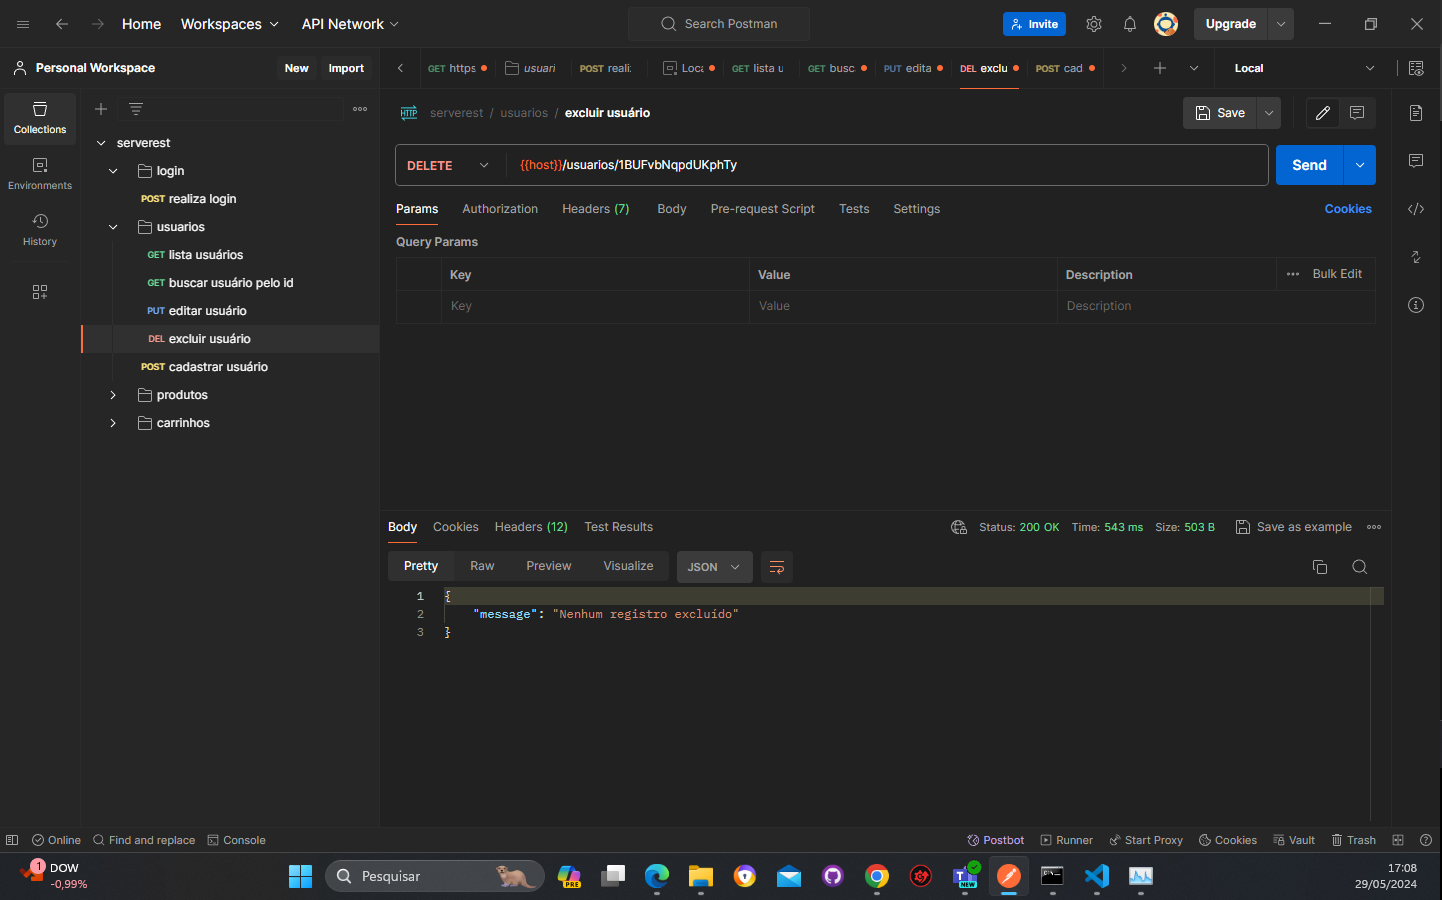 Home Workspaces API Network Search Postman Invite Upgrade
Personal Workspace New Import GET https usuari POST reali: Loca GET lista u GET busc PUT edita DEL exclu POST cad Local
HTTP serverest / usuarios / excluir usuário Save
Collections
Environments
History
serverest
login
POST realiza login
usuarios
GET lista usuários
GET buscar usuário pelo id
PUT editar usuário
DEL excluir usuário
POST cadastrar usuário
produtos
carrinhos
DELETE {{host}}/usuarios/1BUFvbNqpdUKphTy Send
Params Authorization Headers (7) Body Pre-request Script Tests Settings Cookies
Query Params
Key Value Description Bulk Edit
Key Value Description
Body Cookies Headers (12) Test Results Status: 200 OK Time: 543 ms Size: 503 B Save as example
Pretty Raw Preview Visualize JSON
1 {
2 "message": "Nenhum registro excluído"
3 }
Online Find and replace Console Postbot Runner Start Proxy Cookies Vault Trash
1 DOW
-0,99%
Pesquisar
PRE
NEW
17:08
29/05/2024